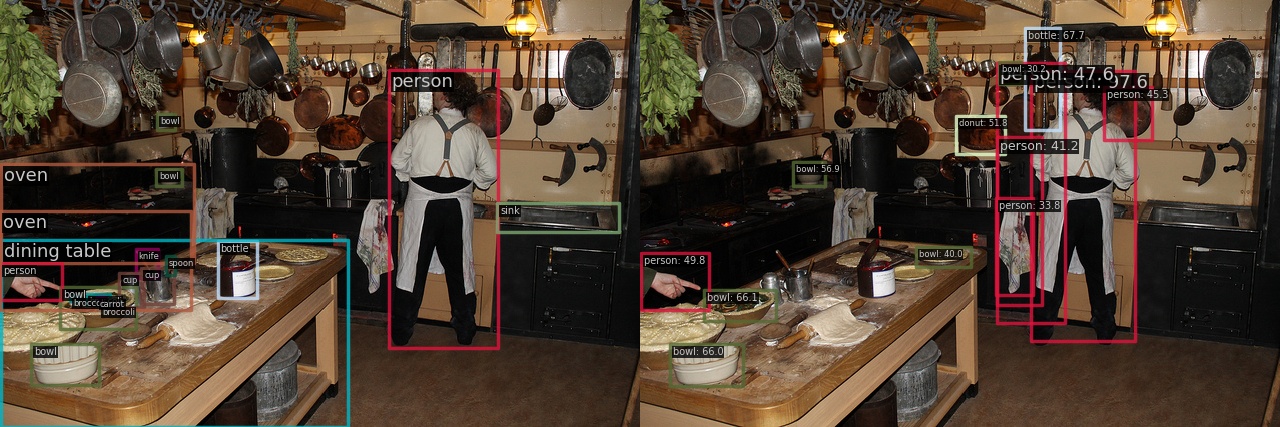 person
bowl
bowl
oven
oven
dining table
person
sink
bottle
knife
spoon
cup
cup
bowl
broccoli
carrot
broccoli
bowl
bottle: 67.7
bowl: 30.2
person: 47.6
person: 97.6
person: 45.3
donut: 51.8
person: 41.2
bowl: 56.9
person: 33.8
person: 49.8
bowl: 40.0
bowl: 66.1
bowl: 66.0